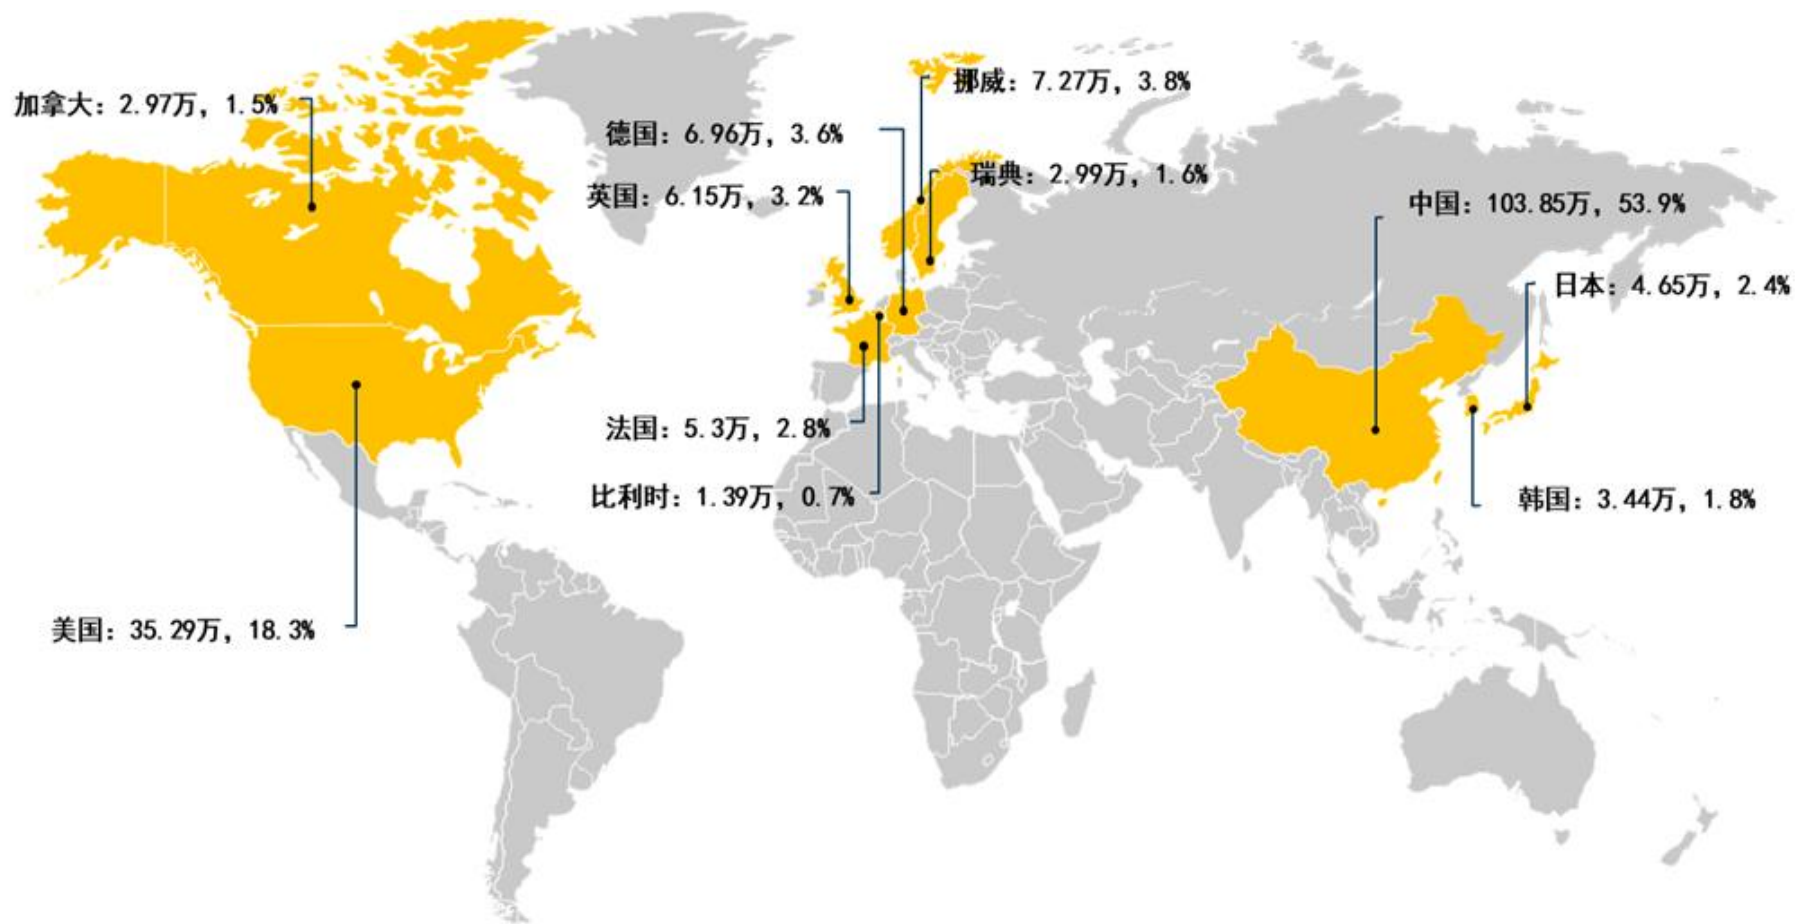 挪威：7.27万，3.8%
加拿大：2.97万，1.5%
德国：6.96万，3.6%
瑞典：2.99万，1.6%
英国：6.15万，3.2%
中国：103.85万，53.9%
日本：4.65万，2.4%
法国：5.3万，2.8%
比利时：1.39万，0.7%
韩国：3.44万，1.8%
美国：35.29万，18.3%